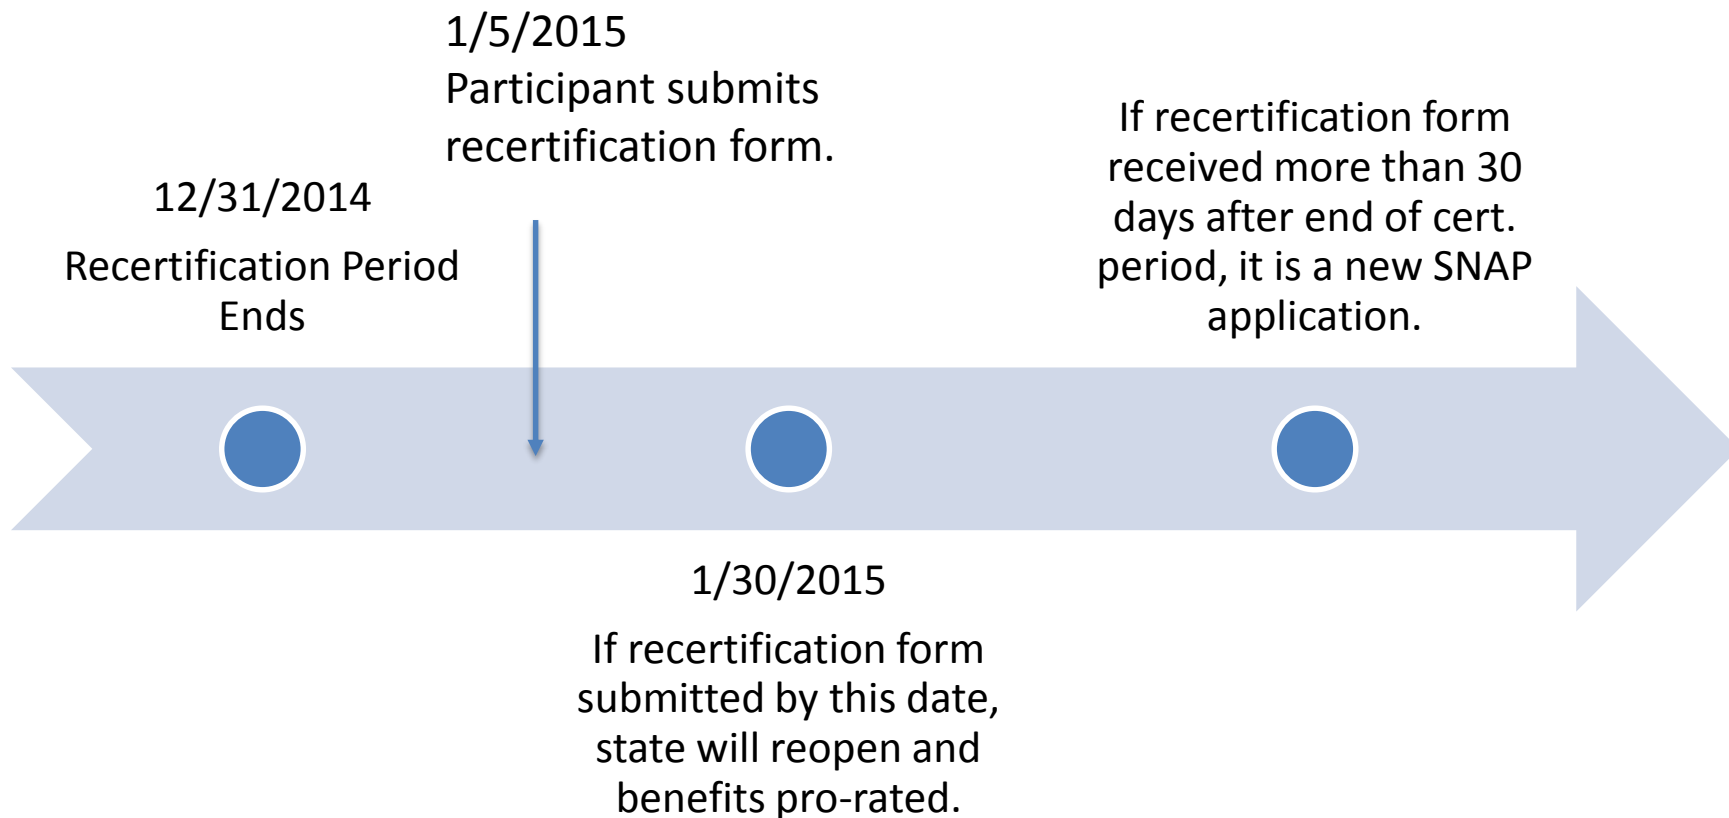 12/31/2014
Recertification Period
Ends
1/5/2015
Participant submits
recertification form.
1/30/2015
If recertification form
submitted by this date,
state will reopen and
benefits pro-rated.
If recertification form
received more than 30
days after end of cert.
period, it is a new SNAP
application.